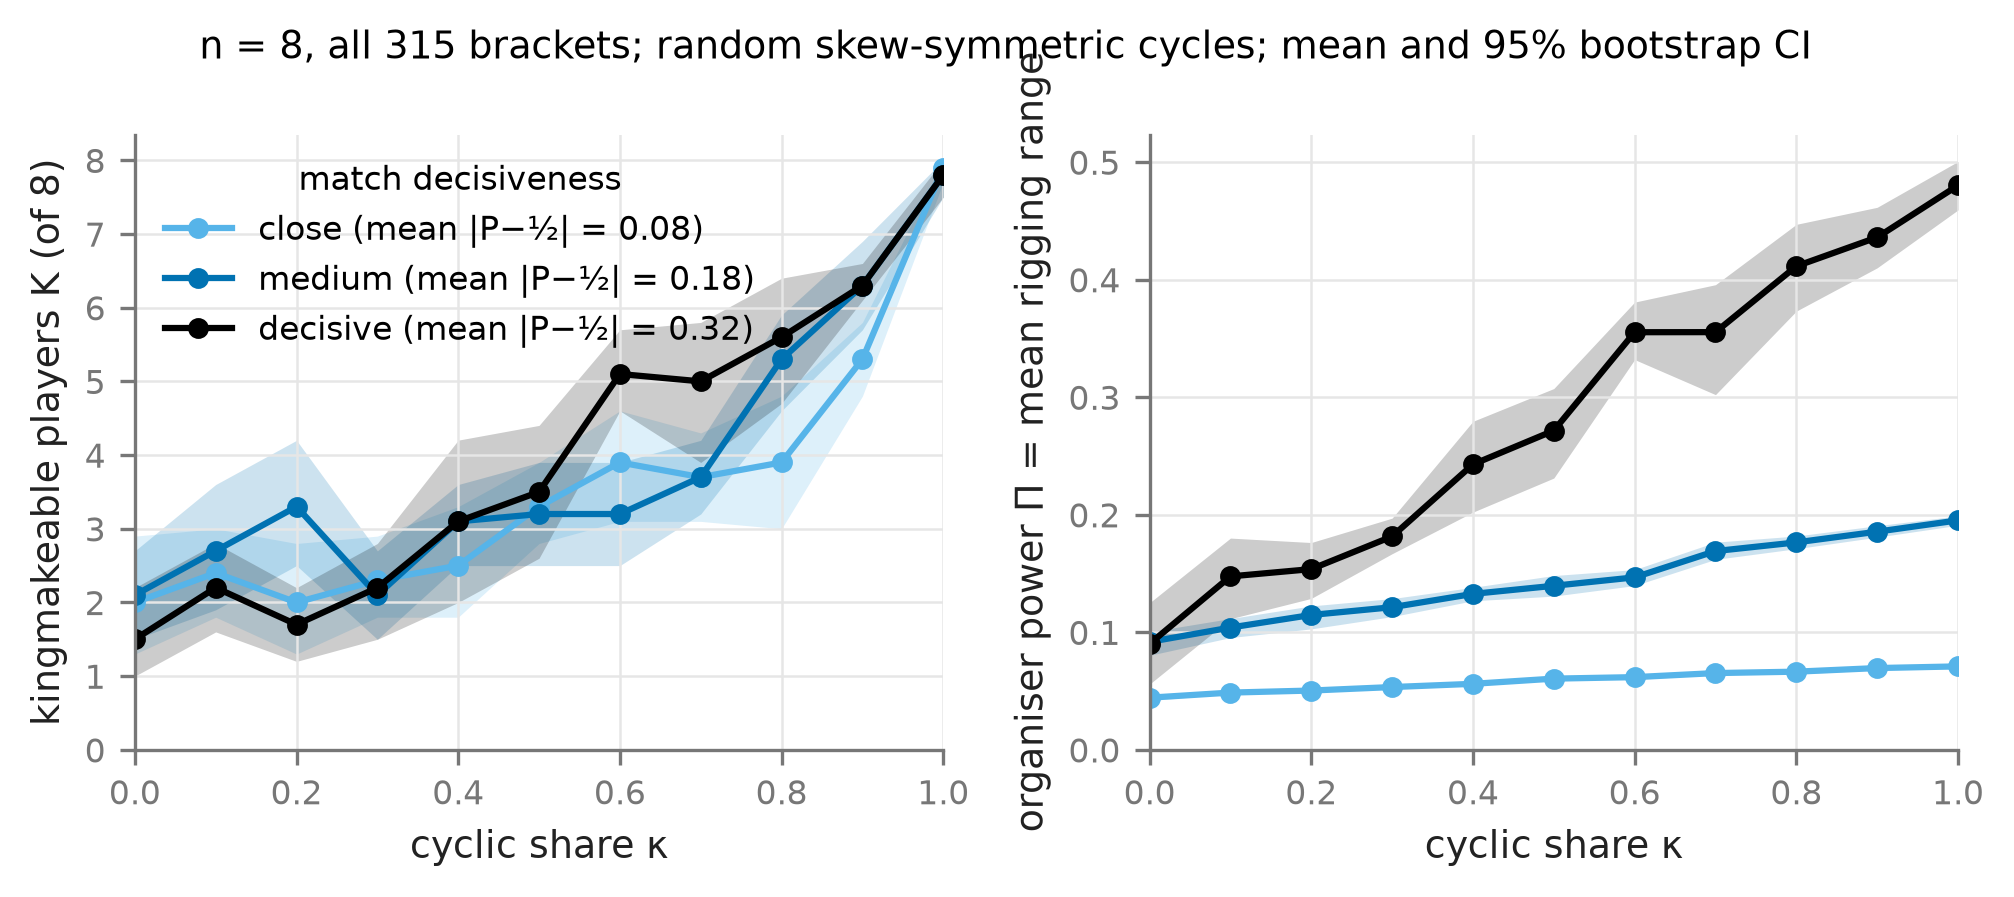 n = 8, all 315 brackets; random skew-symmetric cycles; mean and 95% bootstrap CI
kingmakeable players K (of 8)
8
7
6
5
4
3
2
1
0
match decisiveness
close (mean |P−½| = 0.08)
medium (mean |P−½| = 0.18)
decisive (mean |P−½| = 0.32)
0.0 0.2 0.4 0.6 0.8 1.0
cyclic share κ
organiser power Π = mean rigging range
0.5
0.4
0.3
0.2
0.1
0.0
0.0 0.2 0.4 0.6 0.8 1.0
cyclic share κ